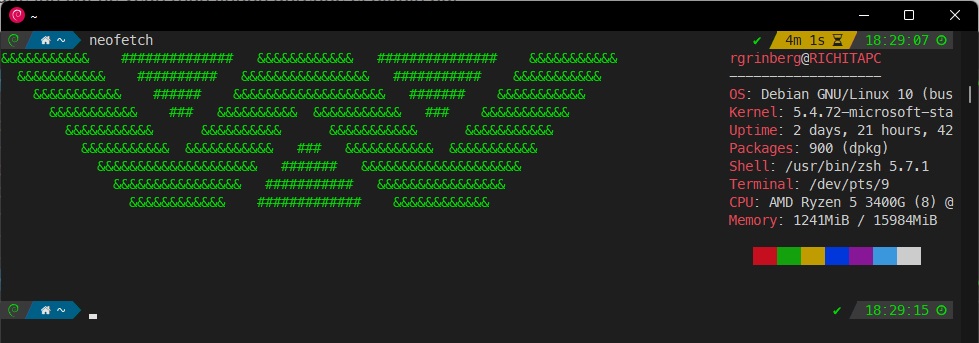 ~
~ neofetch ✔ 4m 1s 18:29:07
&&&&&&&&&&&    ##############   &&&&&&&&&&&&   ###############    &&&&&&&&&&&
&&&&&&&&&&&    ##########   &&&&&&&&&&&&&&&&   ###########    &&&&&&&&&&&
&&&&&&&&&&&    ######    &&&&&&&&&&&&&&&&&&&   #######    &&&&&&&&&&&
&&&&&&&&&&&    ###   &&&&&&&&&&  &&&&&&&&&&&   ###    &&&&&&&&&&&
&&&&&&&&&&&      &&&&&&&&&&      &&&&&&&&&&&      &&&&&&&&&&&
&&&&&&&&&&&  &&&&&&&&&&&   ###   &&&&&&&&&&&  &&&&&&&&&&&
&&&&&&&&&&&&&&&&&&&&   #######   &&&&&&&&&&&&&&&&&&&&
&&&&&&&&&&&&&&&&   ###########   &&&&&&&&&&&&&&&&
&&&&&&&&&&&&    #############    &&&&&&&&&&&&
rgrinberg@RICHITAPC
-------------------
OS: Debian GNU/Linux 10 (bus
Kernel: 5.4.72-microsoft-sta
Uptime: 2 days, 21 hours, 42
Packages: 900 (dpkg)
Shell: /usr/bin/zsh 5.7.1
Terminal: /dev/pts/9
CPU: AMD Ryzen 5 3400G (8) @
Memory: 1241MiB / 15984MiB
~ ✔ 18:29:15